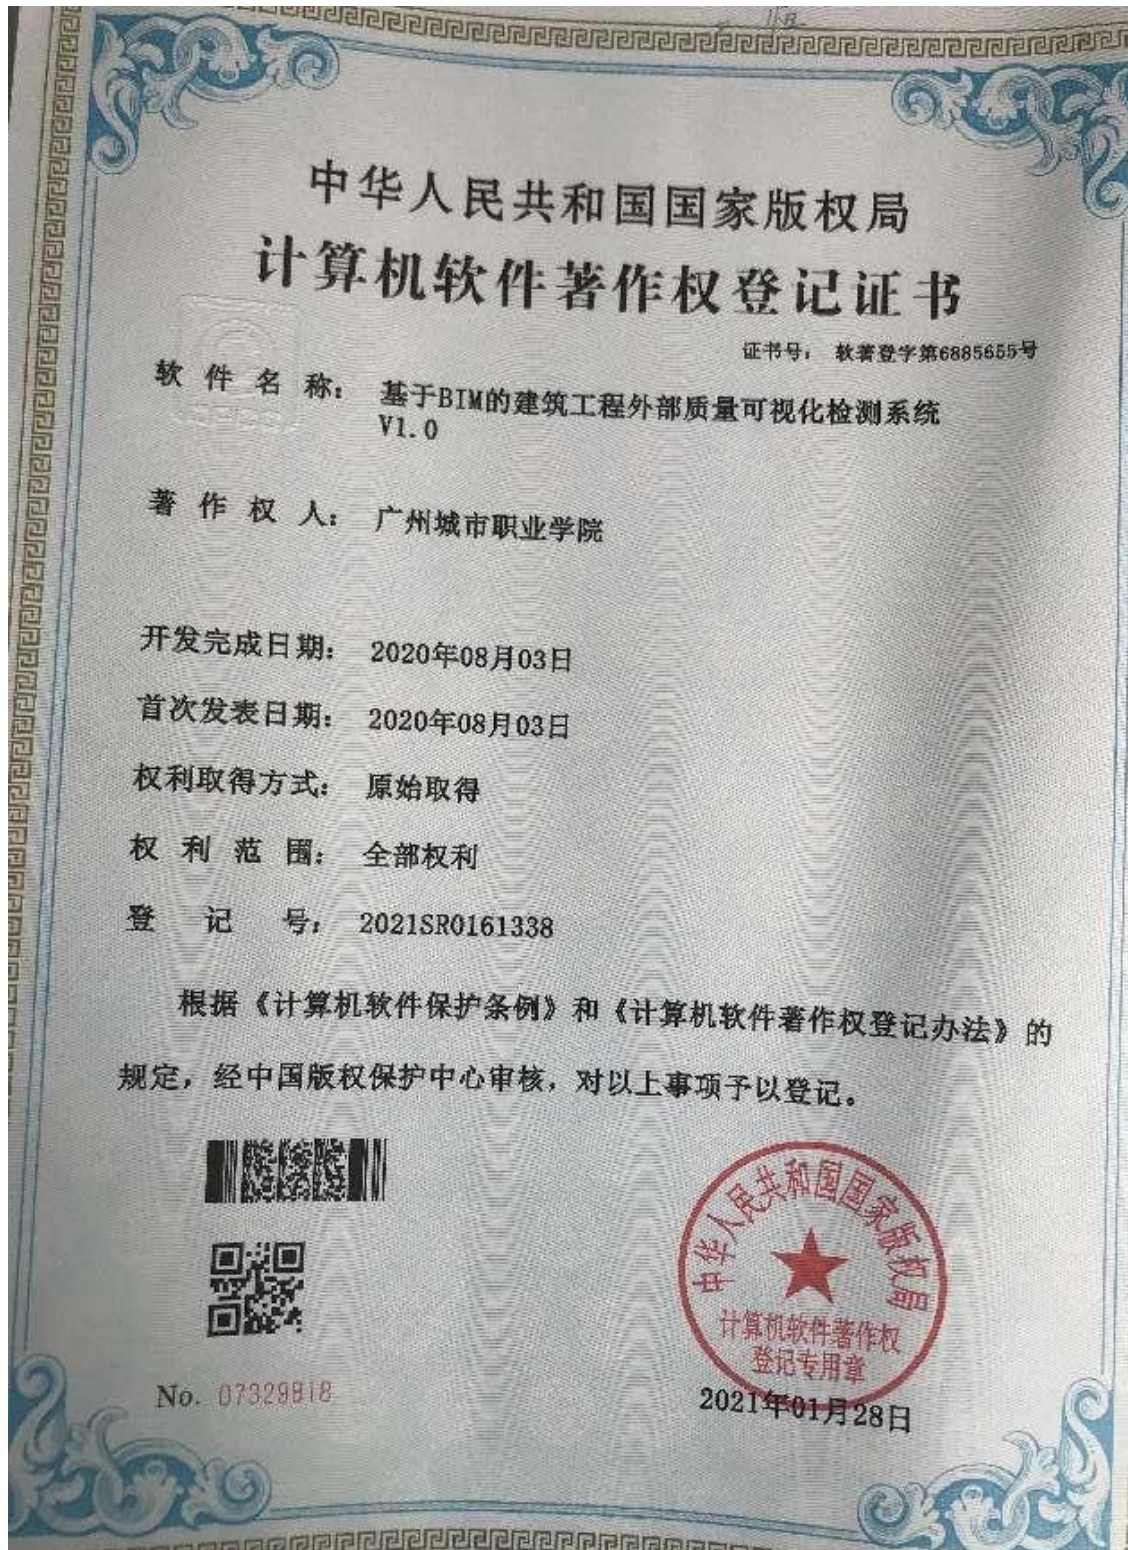 中华人民共和国国家版权局
计算机软件著作权登记证书
证书号： 软著登字第6885655号
软件名称： 基于BIM的建筑工程外部质量可视化检测系统
V1.0
著作权人： 广州城市职业学院
开发完成日期： 2020年08月03日
首次发表日期： 2020年08月03日
权利取得方式： 原始取得
权利范围： 全部权利
登记号： 2021SR0161338
根据《计算机软件保护条例》和《计算机软件著作权登记办法》的
规定，经中国版权保护中心审核，对以上事项予以登记。
中华人民共和国国家版权局
计算机软件著作权
登记专用章
No. 07329818
2021年01月28日